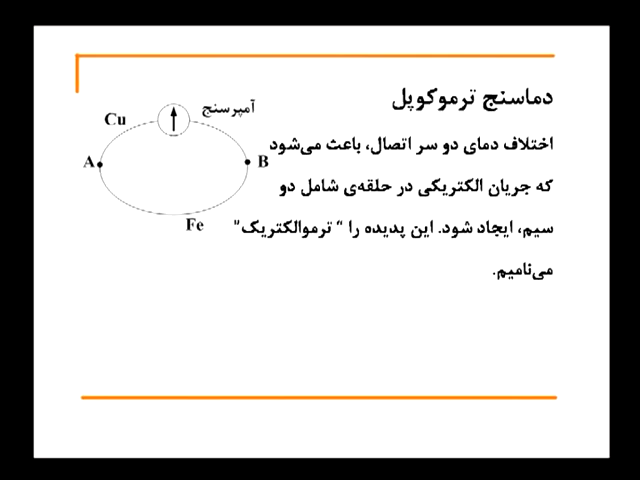 دماسنج ترموکوپل
اختلاف دمای دو سر اتصال، باعث می‌شود
که جریان الکتریکی در حلقه‌ی شامل دو
سیم، ایجاد شود. این پدیده را “ ترموالکتریک”
می‌نامیم.
آمپرسنج
Cu
A
B
Fe